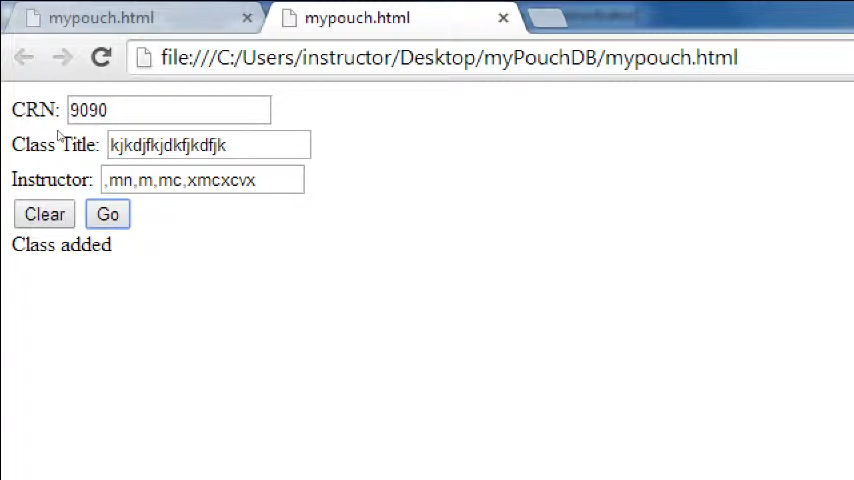 mypouch.html
mypouch.html
file:///C:/Users/instructor/Desktop/myPouchDB/mypouch.html
CRN: 9090
Class Title: kjkdjfkjdkfjkdfjk
Instructor: ,mn,m,mc,xmcxcvx
Clear Go
Class added